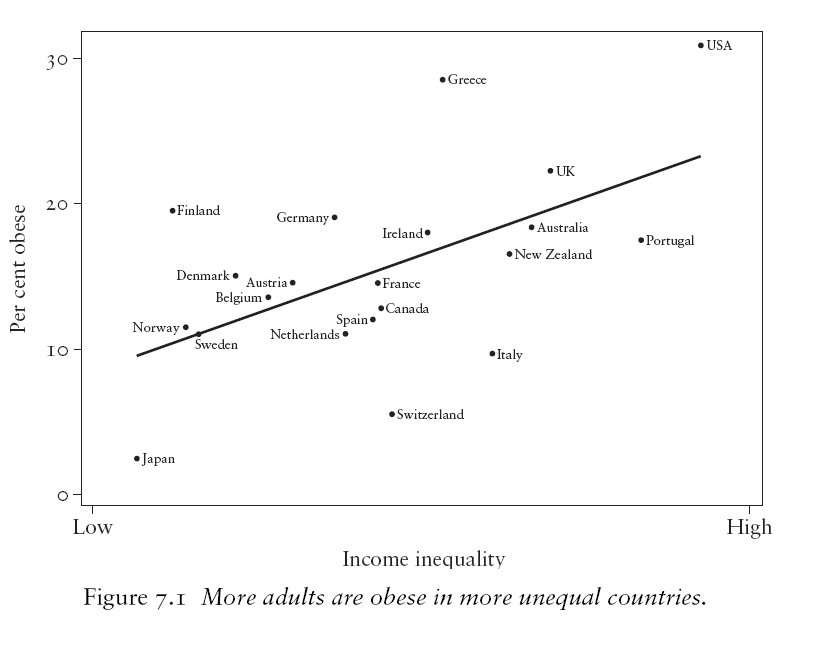 30
USA
Greece
UK
20
Finland
Germany
Ireland
Australia
Portugal
New Zealand
Denmark
Austria
France
Belgium
Canada
Spain
Norway
Netherlands
Sweden
10
Italy
Switzerland
Japan
0
Per cent obese
Low
High
Income inequality
Figure 7.1 More adults are obese in more unequal countries.